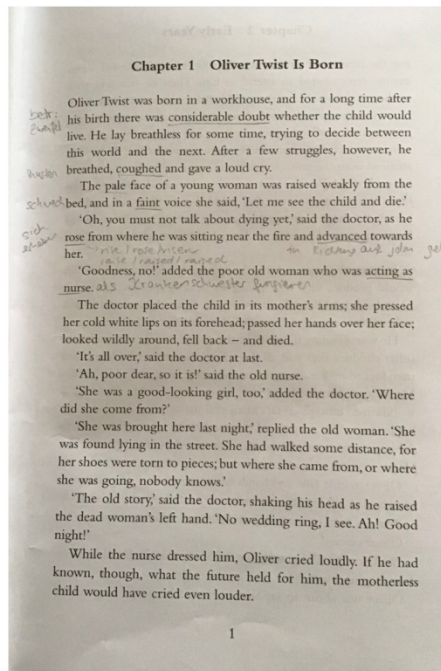 Chapter 1 Oliver Twist Is Born
Oliver Twist was born in a workhouse, and for a long time after
his birth there was considerable doubt whether the child would
live. He lay breathless for some time, trying to decide between
this world and the next. After a few struggles, however, he
breathed, coughed and gave a loud cry.
husten
The pale face of a young woman was raised weakly from the
bed, and in a faint voice she said, 'Let me see the child and die.'
'Oh, you must not talk about dying yet,' said the doctor, as he
sich
rose from where he was sitting near the fire and advanced towards
her.
rise/rose/risen
raise/raised/raised
'Goodness, no!' added the poor old woman who was acting as
nurse. als Krankenschwester fungieren
The doctor placed the child in its mother's arms; she pressed
her cold white lips on its forehead; passed her hands over her face;
looked wildly around, fell back – and died.
'It's all over,' said the doctor at last.
'Ah, poor dear, so it is!' said the old nurse.
'She was a good-looking girl, too,' added the doctor. 'Where
did she come from?'
'She was brought here last night,' replied the old woman. 'She
was found lying in the street. She had walked some distance, for
her shoes were torn to pieces; but where she came from, or where
she was going, nobody knows.'
'The old story,' said the doctor, shaking his head as he raised
the dead woman's left hand. 'No wedding ring, I see. Ah! Good
night!'
While the nurse dressed him, Oliver cried loudly. If he had
known, though, what the future held for him, the motherless
child would have cried even louder.
1